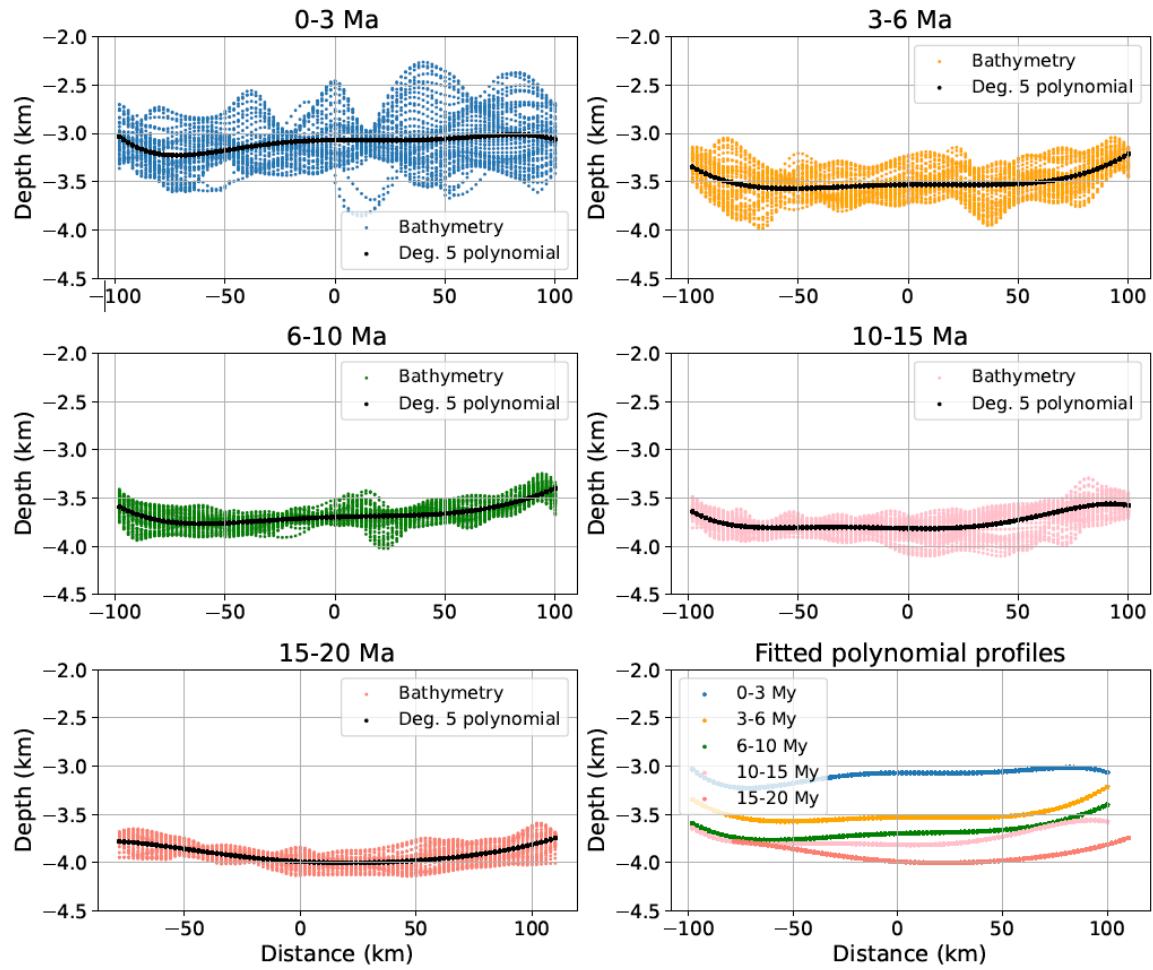 0-3 Ma
−2.0
−2.5
−3.0
−3.5
−4.0
−4.5
Depth (km)
Bathymetry
Deg. 5 polynomial
−100
−50
0
50
100
3-6 Ma
−2.0
−2.5
−3.0
−3.5
−4.0
−4.5
Depth (km)
Bathymetry
Deg. 5 polynomial
−100
−50
0
50
100
6-10 Ma
−2.0
−2.5
−3.0
−3.5
−4.0
−4.5
Depth (km)
Bathymetry
Deg. 5 polynomial
−100
−50
0
50
100
10-15 Ma
−2.0
−2.5
−3.0
−3.5
−4.0
−4.5
Depth (km)
Bathymetry
Deg. 5 polynomial
−100
−50
0
50
100
15-20 Ma
−2.0
−2.5
−3.0
−3.5
−4.0
−4.5
Depth (km)
Bathymetry
Deg. 5 polynomial
−50
0
50
100
Distance (km)
Fitted polynomial profiles
−2.0
−2.5
−3.0
−3.5
−4.0
−4.5
Depth (km)
0-3 My
3-6 My
6-10 My
10-15 My
15-20 My
−100
−50
0
50
100
Distance (km)